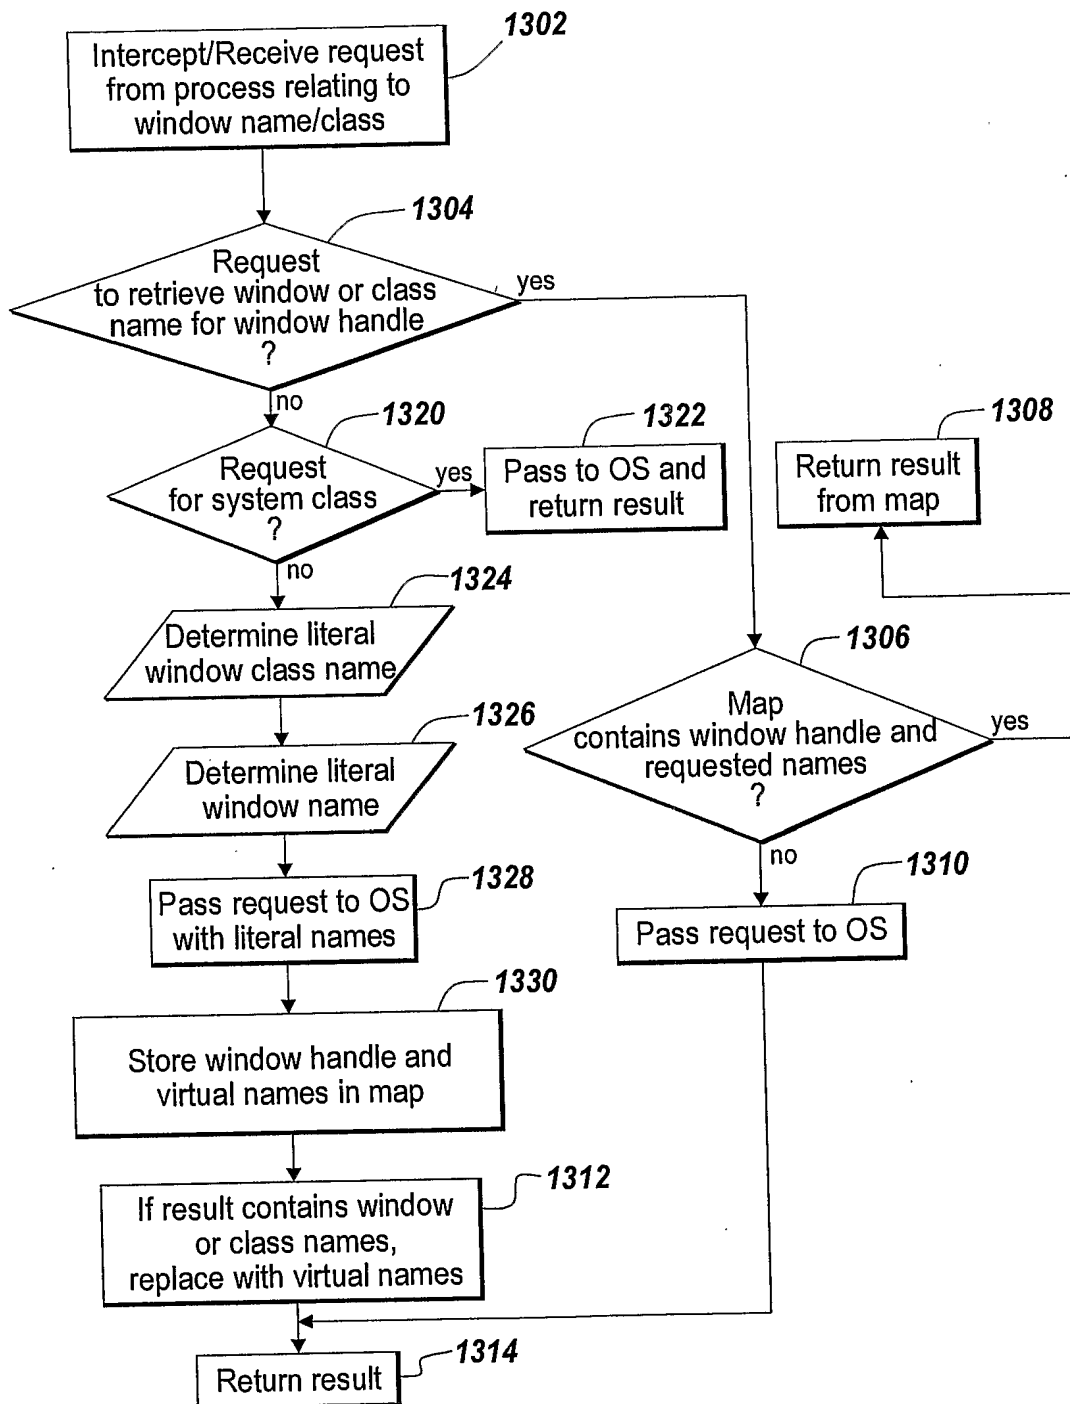 1302
Intercept/Receive request
from process relating to
window name/class
1304
Request
to retrieve window or class
name for window handle
?
yes
no
1320
Request
for system class
?
yes
no
1322
Pass to OS and
return result
1308
Return result
from map
1324
Determine literal
window class name
1306
Map
contains window handle and
requested names
?
yes
no
1326
Determine literal
window name
1328
Pass request to OS
with literal names
1310
Pass request to OS
1330
Store window handle and
virtual names in map
1312
If result contains window
or class names,
replace with virtual names
1314
Return result